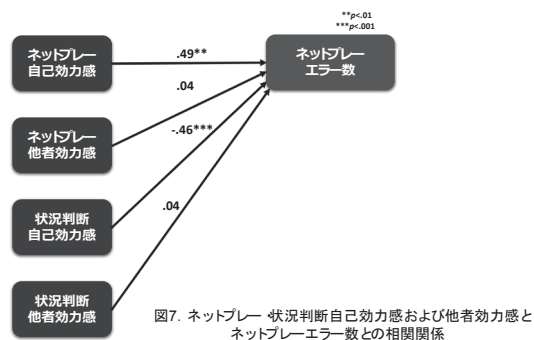 **p<.01
***p<.001
ネットプレー
自己効力感
.49**
ネットプレー
エラー数
.04
ネットプレー
他者効力感
-.46***
状況判断
自己効力感
.04
状況判断
他者効力感
図7. ネットプレー・状況判断自己効力感および他者効力感と
ネットプレーエラー数との相関関係